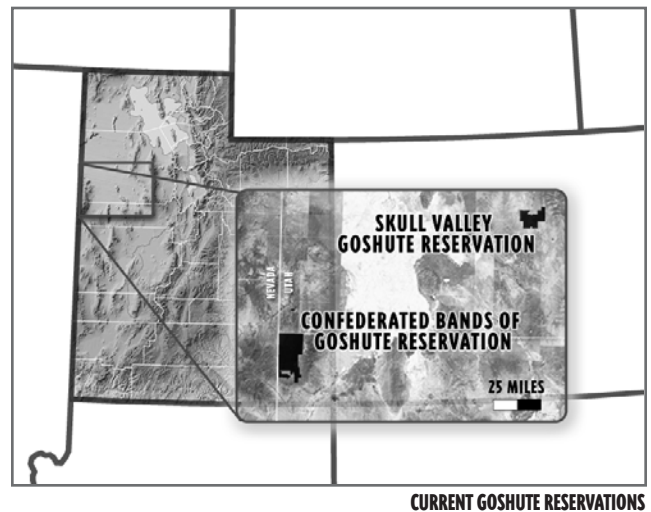 SKULL VALLEY
GOSHUTE RESERVATION
NEVADA
UTAH
CONFEDERATED BANDS OF
GOSHUTE RESERVATION
25 MILES
CURRENT GOSHUTE RESERVATIONS